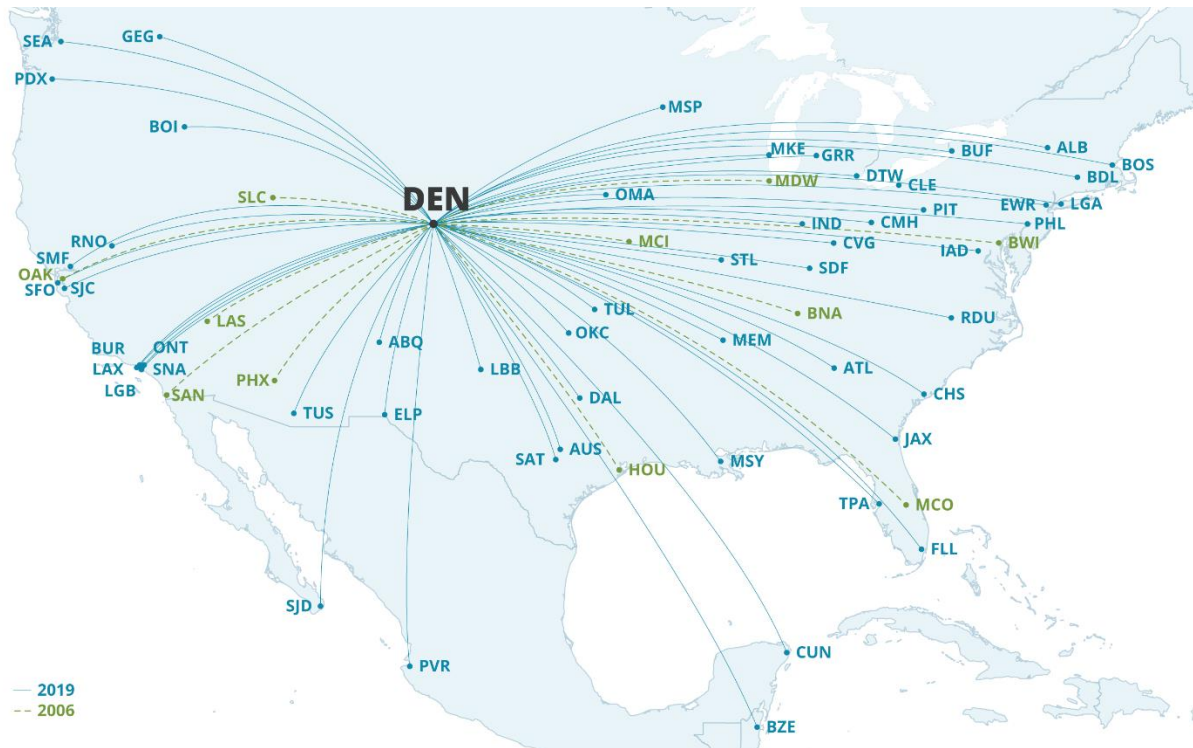 GEG
SEA
PDX
MSP
BOI
ALB
MKE
GRR
BUF
BOS
DTW
BDL
MDW
CLE
SLC
DEN
OMA
EWR
LGA
PIT
IND
CMH
PHL
RNO
MCI
CVG
IAD
BWI
SMF
STL
SDF
OAK
SFO
SJC
TUL
BNA
RDU
LAS
OKC
ABQ
MEM
BUR
ONT
LAX
SNA
LBB
ATL
PHX
LGB
SAN
DAL
CHS
TUS
ELP
JAX
AUS
SAT
MSY
HOU
TPA
MCO
FLL
SJD
CUN
PVR
2019
2006
BZE